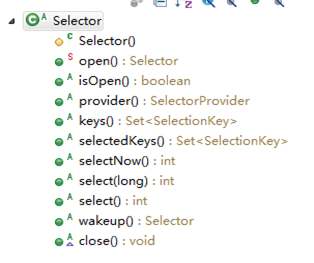 Selector
Selector()
open() : Selector
isOpen() : boolean
provider() : SelectorProvider
keys() : Set<SelectionKey>
selectedKeys() : Set<SelectionKey>
selectNow() : int
select(long) : int
select() : int
wakeup() : Selector
close() : void